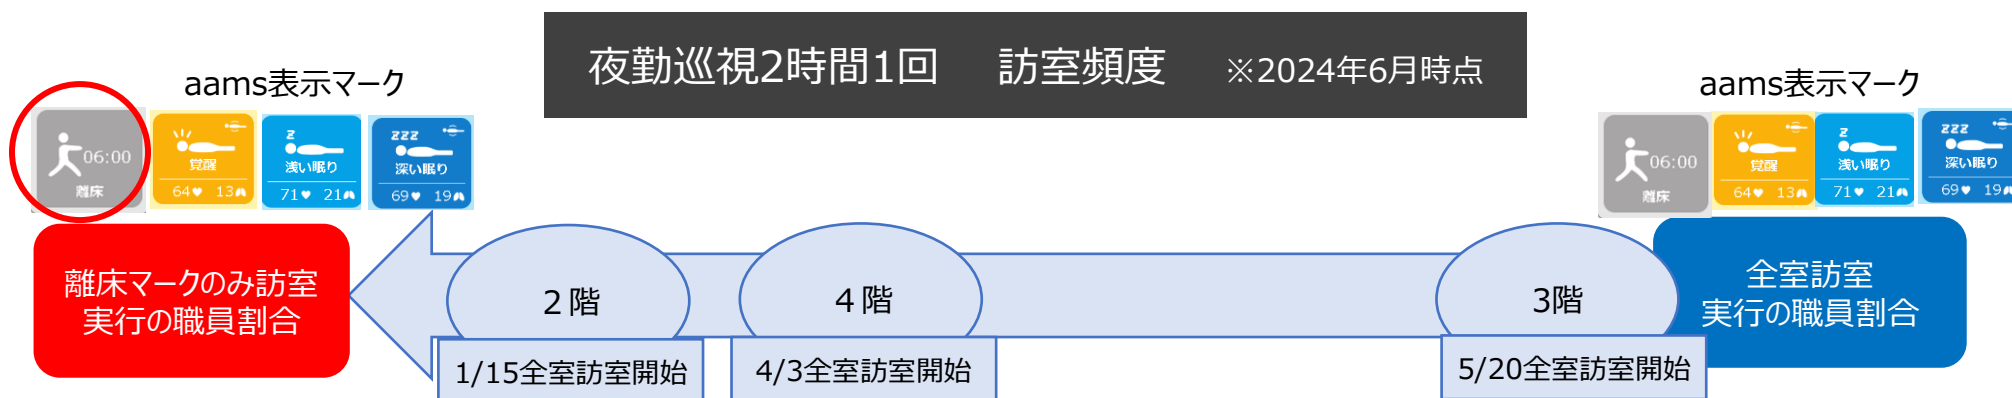 夜勤巡視2時間1回　訪室頻度　※2024年6月時点
aams表示マーク
06:00
離床
覚醒
64♥ 13
z
浅い眠り
71♥ 21
zzz
深い眠り
69♥ 19
離床マークのみ訪室
実行の職員割合
２階
1/15全室訪室開始
４階
4/3全室訪室開始
3階
5/20全室訪室開始
aams表示マーク
06:00
離床
覚醒
64♥ 13
z
浅い眠り
71♥ 21
zzz
深い眠り
69♥ 19
全室訪室
実行の職員割合